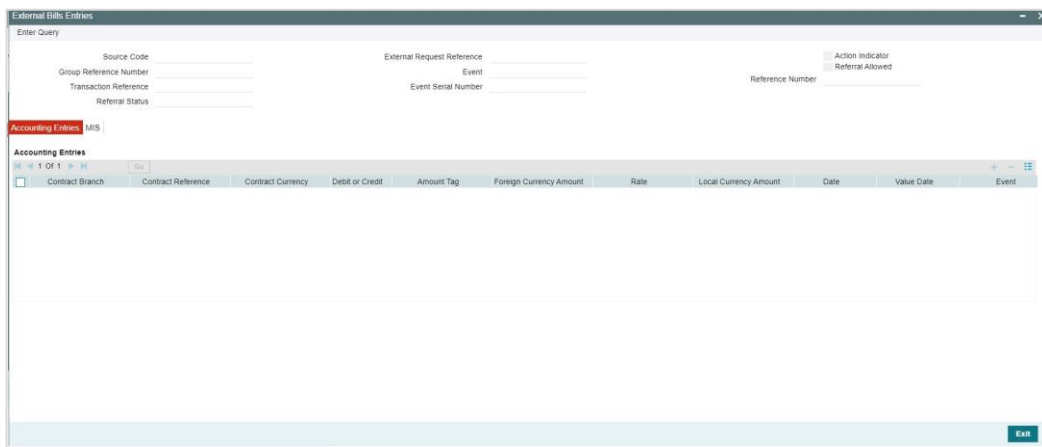 External Bills Entries
Enter Query
Source Code
Group Reference Number
Transaction Reference
Referral Status
External Request Reference
Event
Event Serial Number
Action Indicator
Referral Allowed
Reference Number
Accounting Entries MIS
Accounting Entries
1 Of 1 Go
Contract Branch Contract Reference Contract Currency Debit or Credit Amount Tag Foreign Currency Amount Rate Local Currency Amount Date Value Date Event
Exit